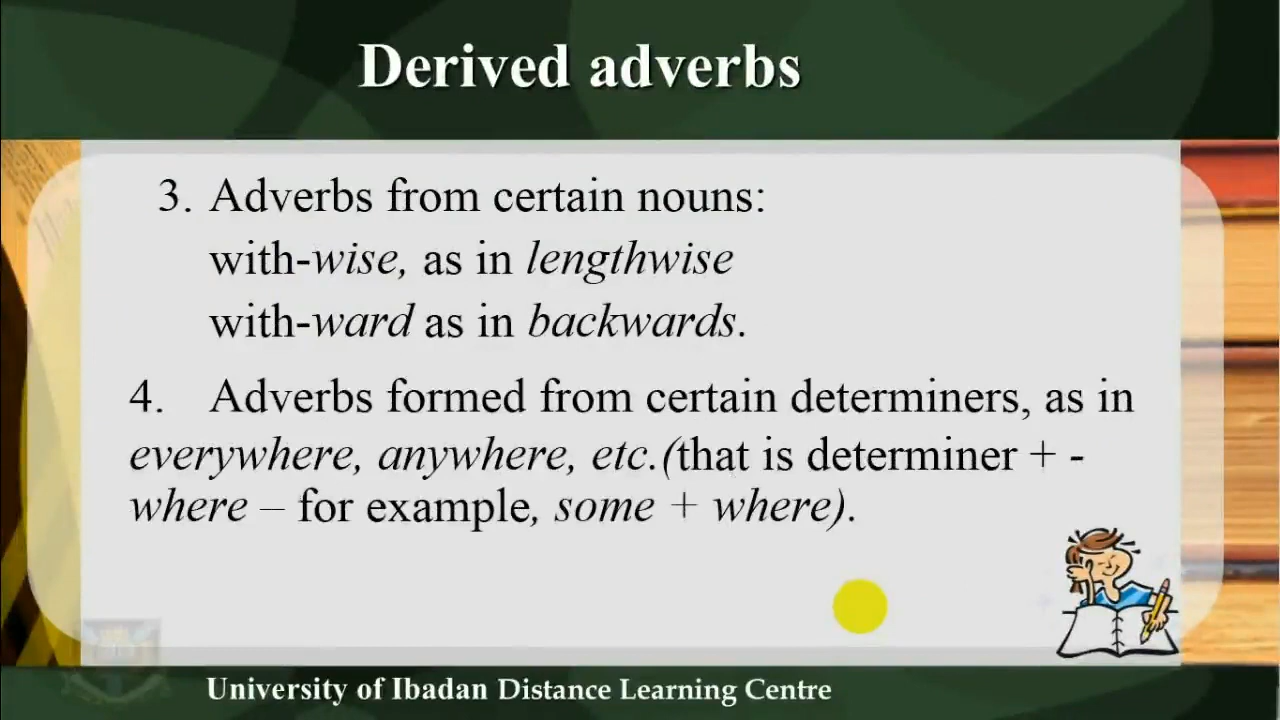 Derived adverbs
3. Adverbs from certain nouns:
with-wise, as in lengthwise
with-ward as in backwards.
4. Adverbs formed from certain determiners, as in
everywhere, anywhere, etc.(that is determiner + -
where – for example, some + where).
University of Ibadan Distance Learning Centre